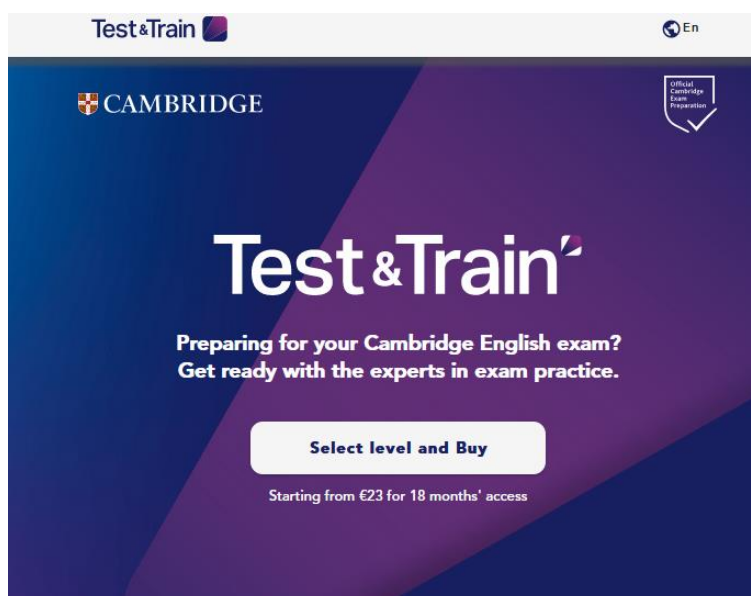 Test&Train
En
CAMBRIDGE
Official
Cambridge
Exam
Preparation
Test&Train
Preparing for your Cambridge English exam?
Get ready with the experts in exam practice.
Select level and Buy
Starting from €23 for 18 months' access